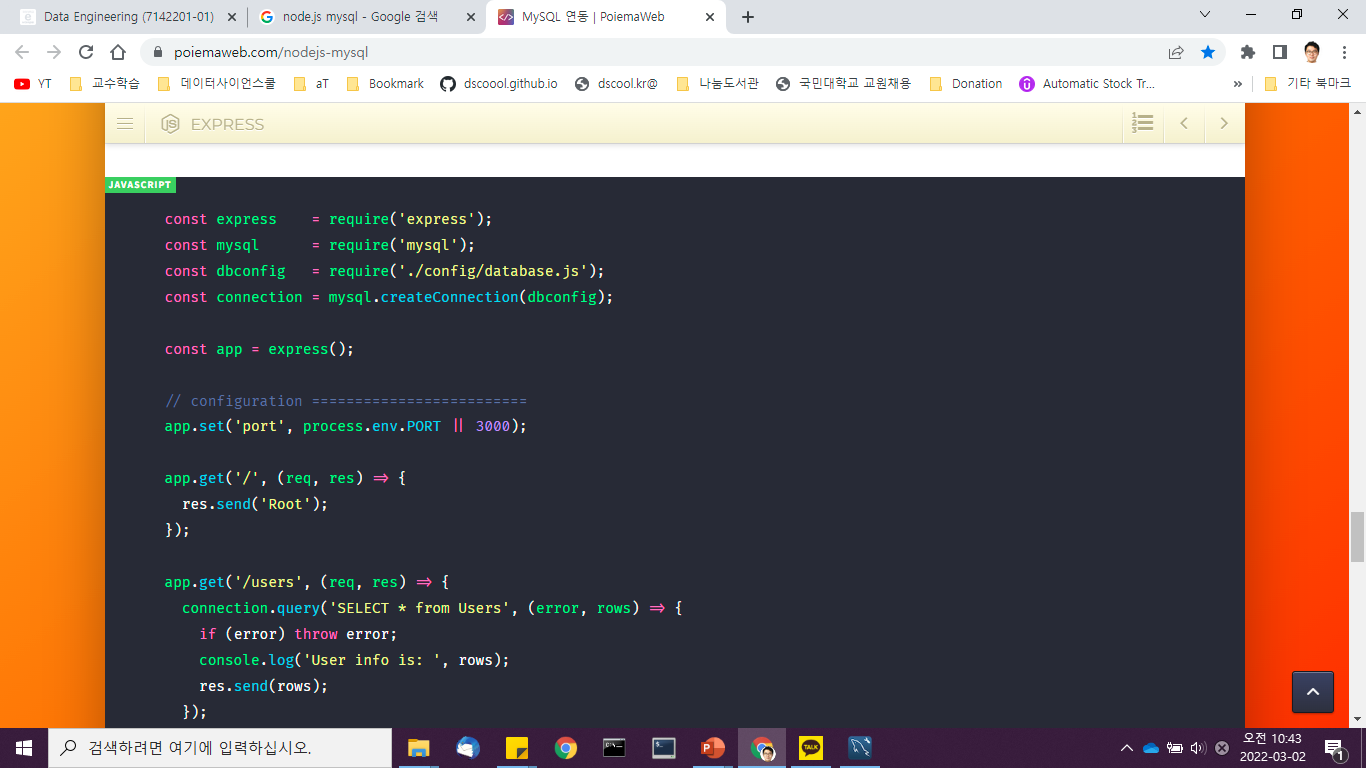 Data Engineering (7142201-01)
node.js mysql - Google 검색
MySQL 연동 | PoiemaWeb
poiemaweb.com/nodejs-mysql
YT
교수학습
데이터사이언스쿨
aT
Bookmark
dscoool.github.io
dscool.kr@
나눔도서관
국민대학교 교원채용
Donation
Automatic Stock Tr...
»
기타 북마크
JS EXPRESS
JAVASCRIPT
const express    = require('express');
const mysql      = require('mysql');
const dbconfig   = require('./config/database.js');
const connection = mysql.createConnection(dbconfig);
const app = express();
// configuration =========================
app.set('port', process.env.PORT || 3000);
app.get('/', (req, res) => {
  res.send('Root');
});
app.get('/users', (req, res) => {
  connection.query('SELECT * from Users', (error, rows) => {
    if (error) throw error;
    console.log('User info is: ', rows);
    res.send(rows);
  });
검색하려면 여기에 입력하십시오.
TALK
오전 10:43
2022-03-02
1